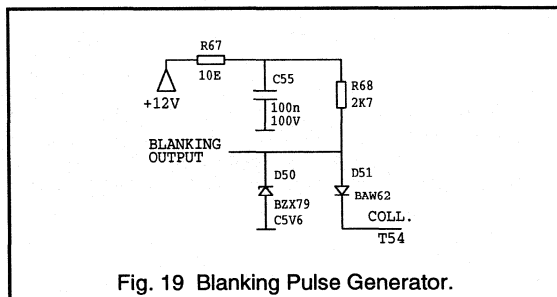 R67
10E
+12V
C55
100n
100V
R68
2K7
BLANKING
OUTPUT
D50
BZX79
C5V6
D51
BAW62
COLL.
T54
Fig. 19 Blanking Pulse Generator.